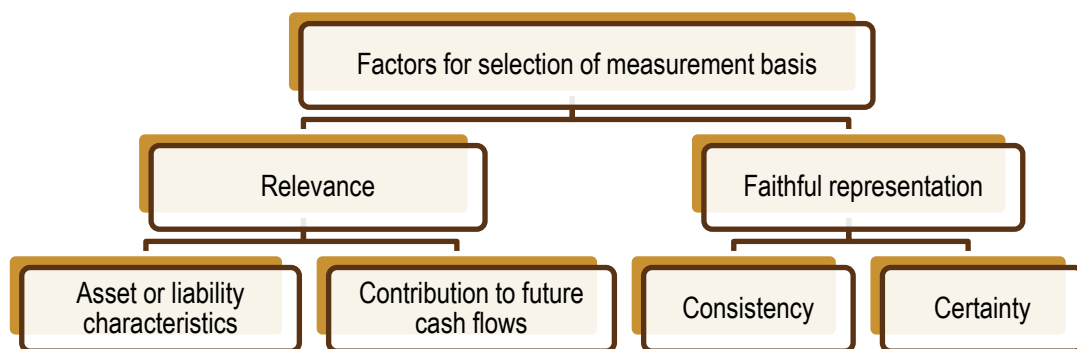 Factors for selection of measurement basis
Relevance
Faithful representation
Asset or liability
characteristics
Contribution to future
cash flows
Consistency
Certainty